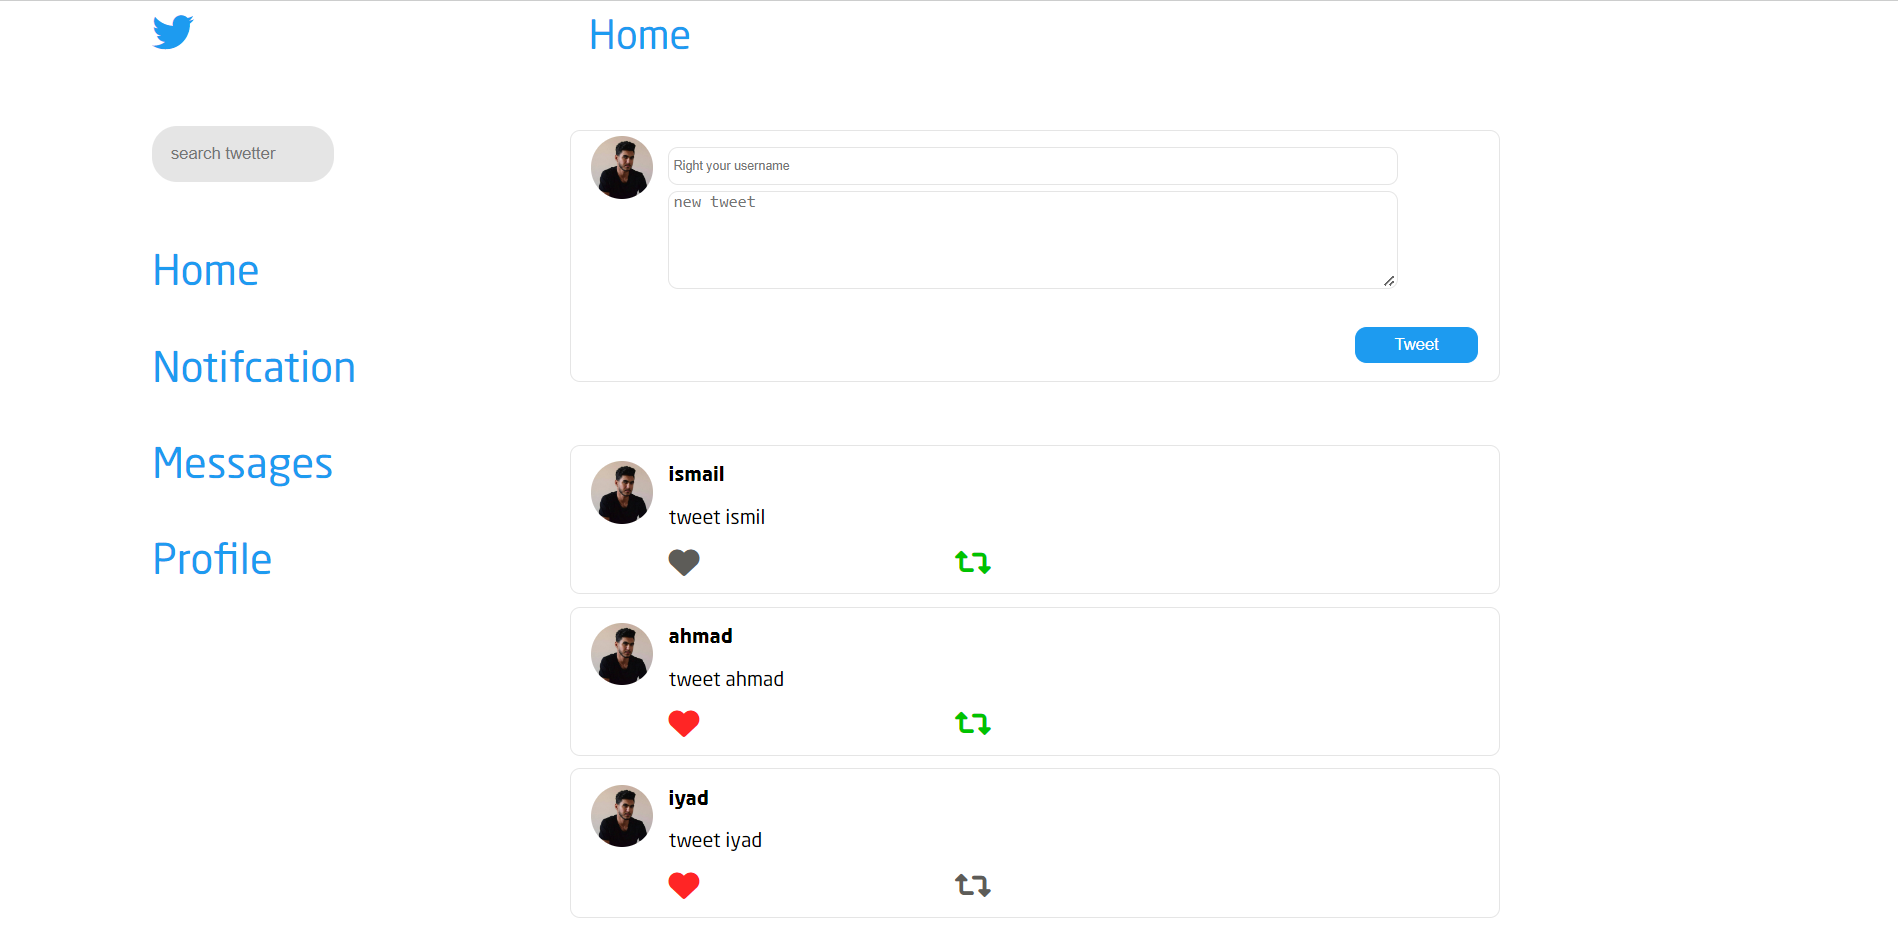 Home
search twetter
Home
Notifcation
Messages
Profile
Right your username
new tweet
Tweet
ismail
tweet ismil
ahmad
tweet ahmad
iyad
tweet iyad